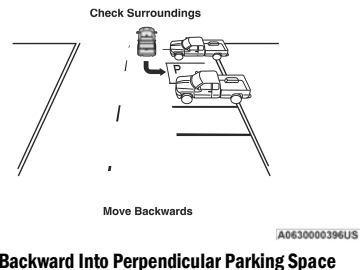 Check Surroundings
P
Move Backwards
A0630000396US
Backward Into Perpendicular Parking Space